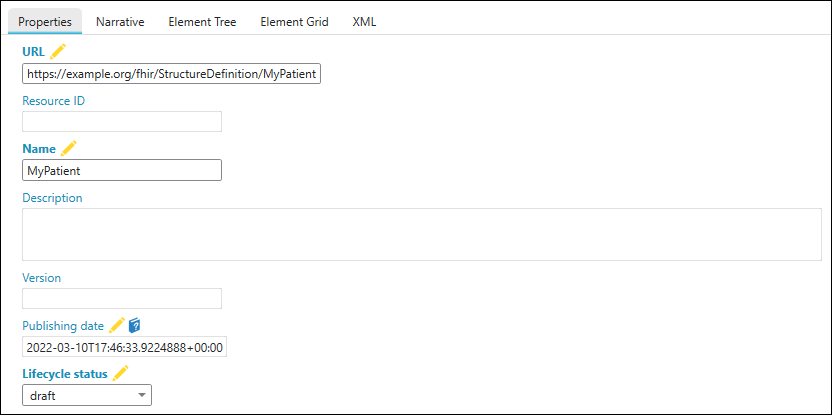 Properties Narrative Element Tree Element Grid XML
URL
https://example.org/fhir/StructureDefinition/MyPatient
Resource ID
Name
MyPatient
Description
Version
Publishing date ?
2022-03-10T17:46:33.9224888+00:00
Lifecycle status
draft